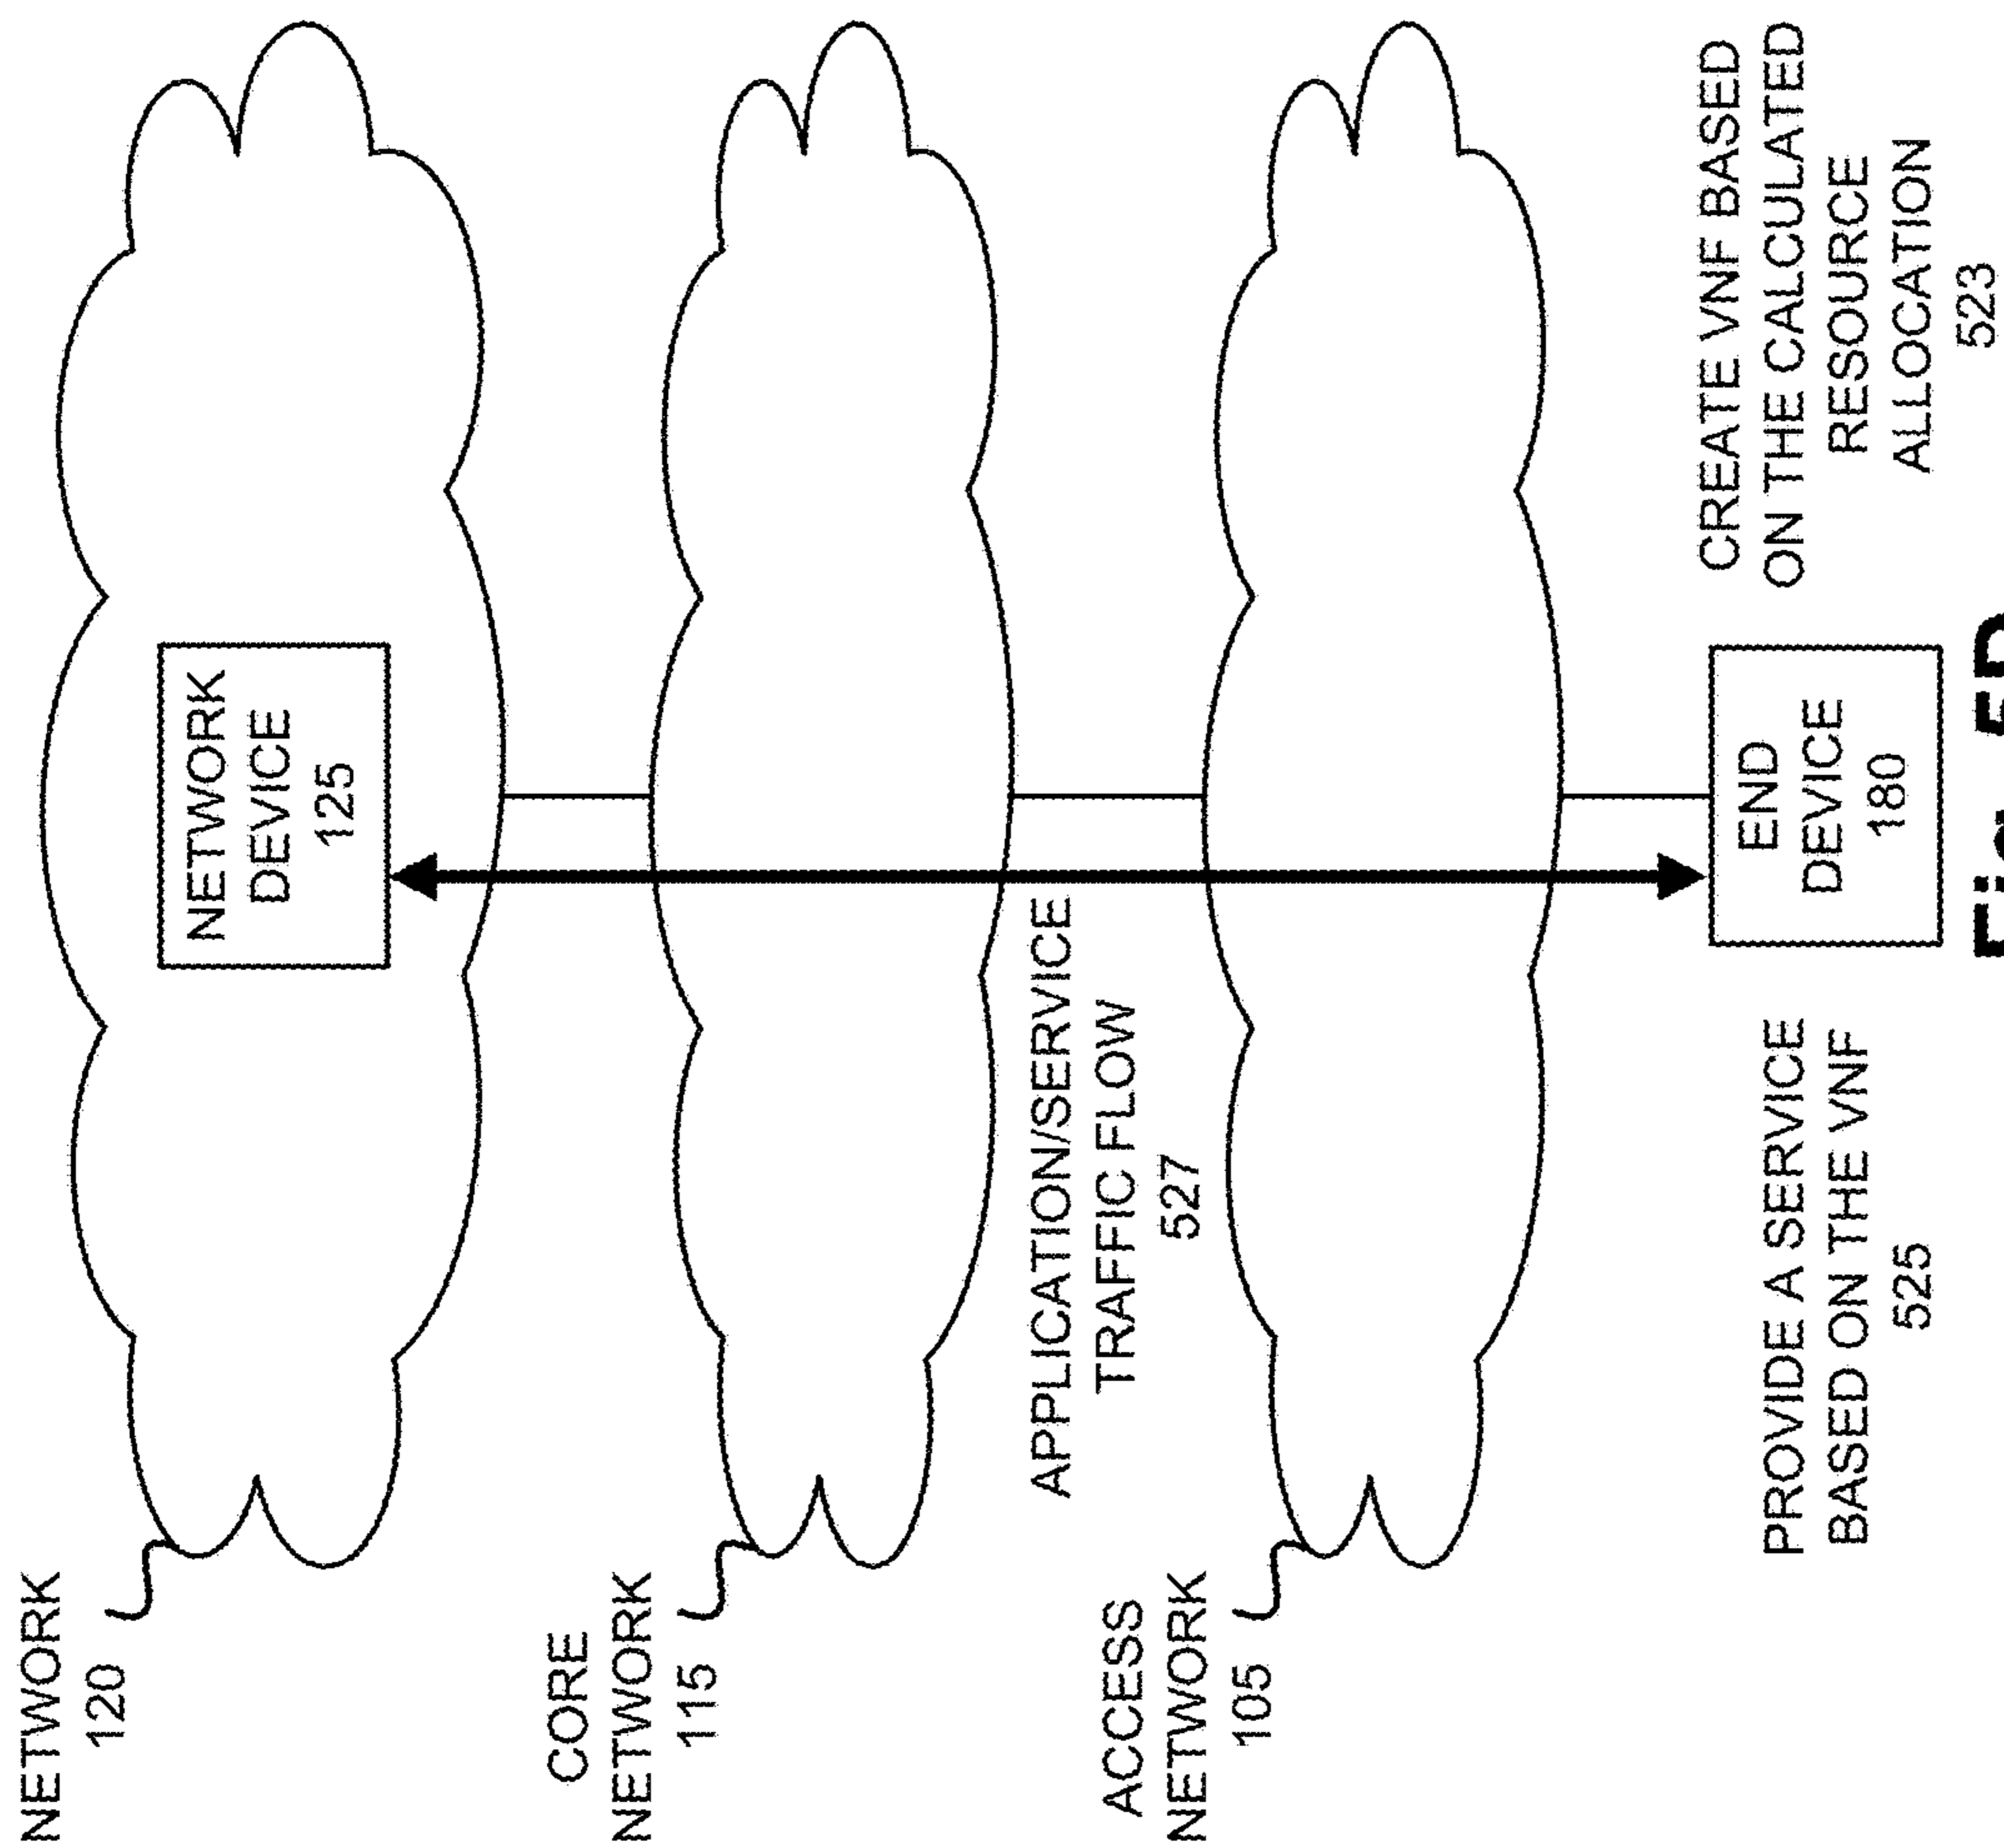 NETWORK
120
NETWORK
DEVICE
125
CORE
NETWORK
115
APPLICATION/SERVICE
TRAFFIC FLOW
527
ACCESS
NETWORK
105
PROVIDE A SERVICE
BASED ON THE VNF
525
END
DEVICE
180
CREATE VNF BASED
ON THE CALCULATED
RESOURCE
ALLOCATION
523